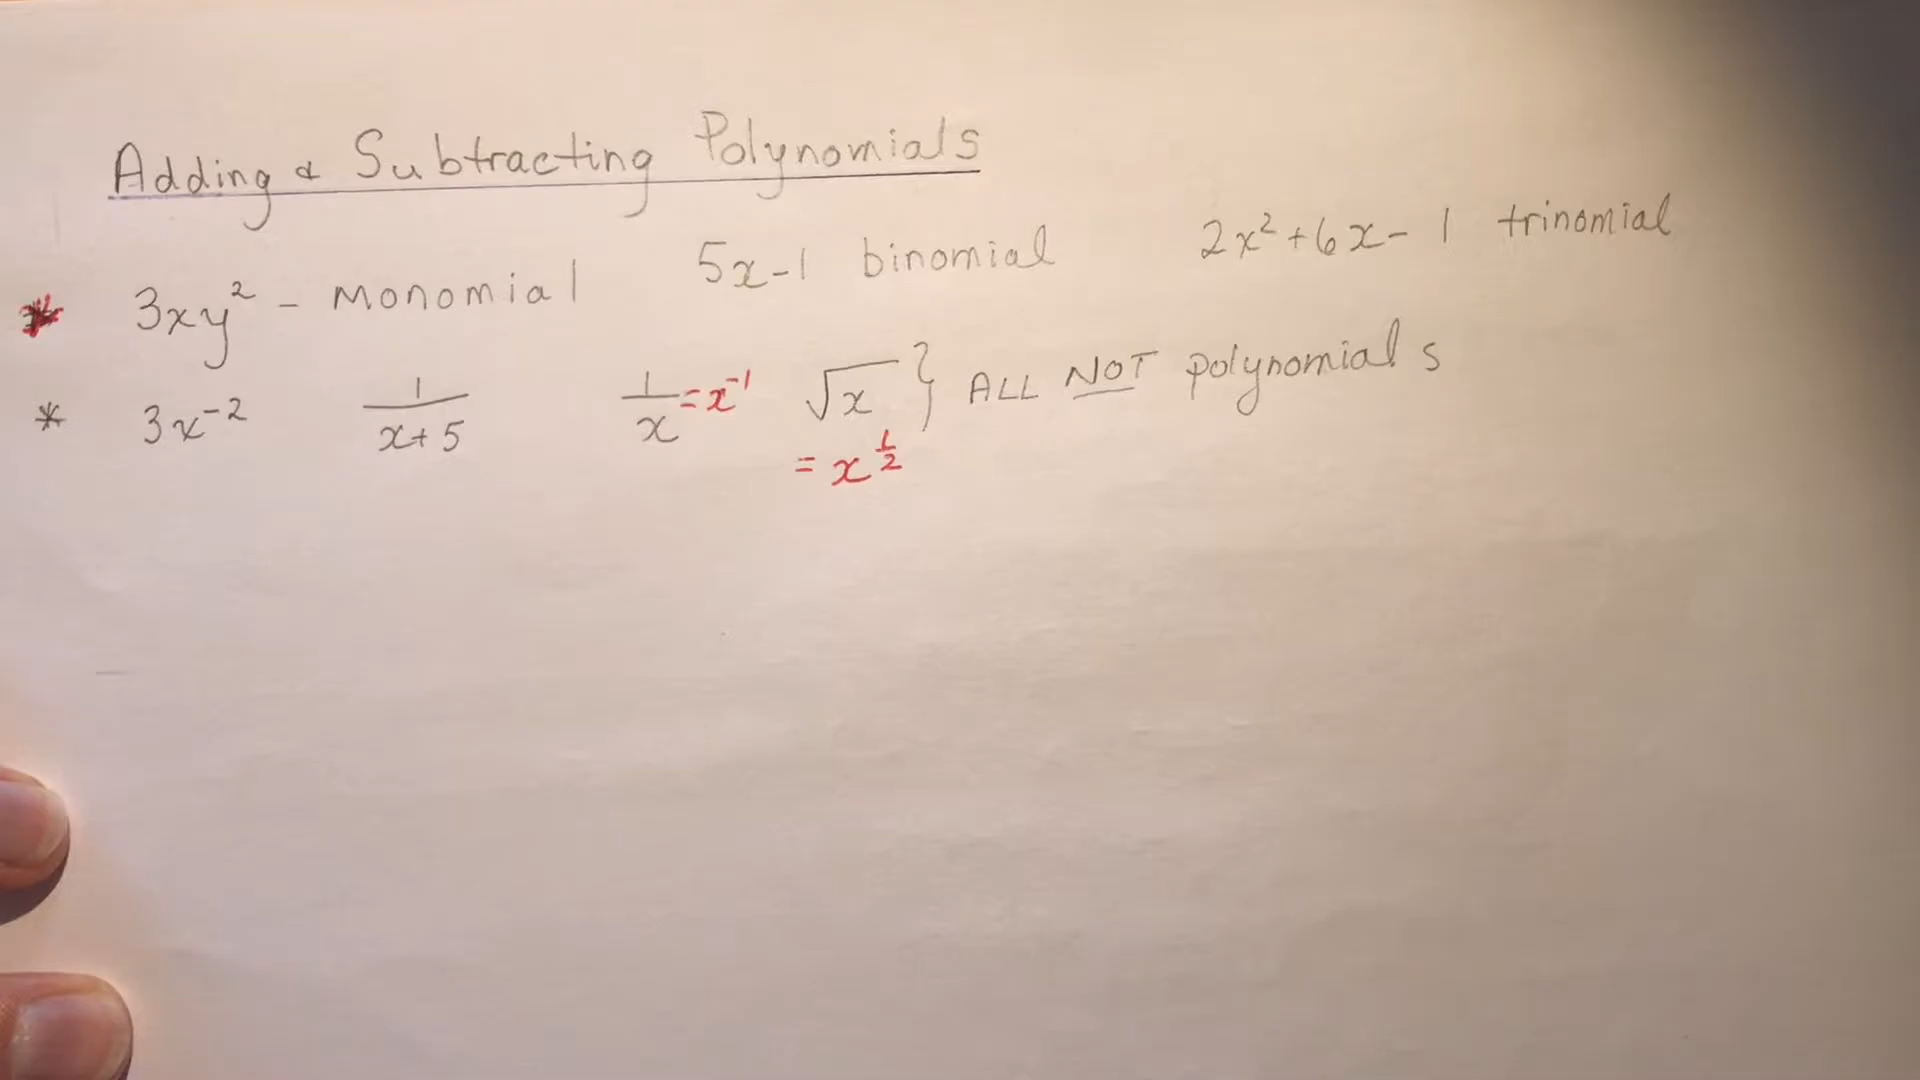 Adding & Subtracting Polynomials
* 3xy² - monomial 5x-1 binomial 2x²+6x-1 trinomial
* 3x⁻² 1/(x+5) 1/x = x⁻¹ √x } ALL NOT polynomials
= x^(1/2)